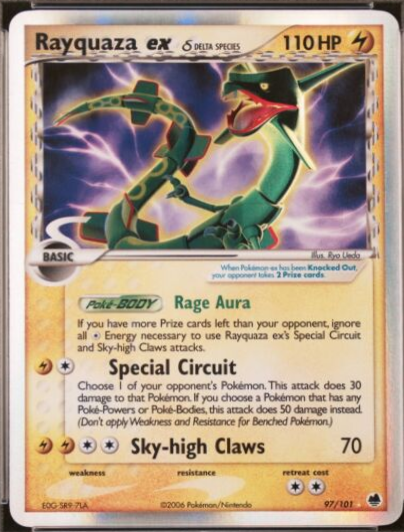 Rayquaza ex δ DELTA SPECIES 110 HP
BASIC
Illus. Ryo Ueda
When Pokémon-ex has been Knocked Out,
your opponent takes 2 Prize cards.
Poké-BODY Rage Aura
If you have more Prize cards left than your opponent, ignore
all Energy necessary to use Rayquaza ex's Special Circuit
and Sky-high Claws attacks.
Special Circuit
Choose 1 of your opponent's Pokémon. This attack does 30
damage to that Pokémon. If you choose a Pokémon that has any
Poké-Powers or Poké-Bodies, this attack does 50 damage instead.
(Don't apply Weakness and Resistance for Benched Pokémon.)
Sky-high Claws 70
weakness resistance retreat cost
E0G-SR9-7LA ©2006 Pokémon/Nintendo 97/101